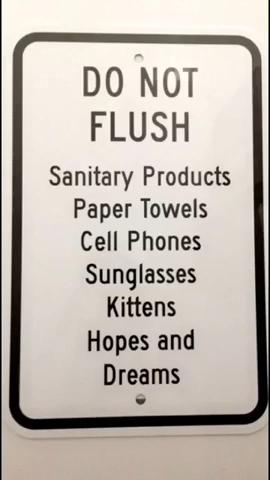 DO NOT
FLUSH
Sanitary Products
Paper Towels
Cell Phones
Sunglasses
Kittens
Hopes and
Dreams